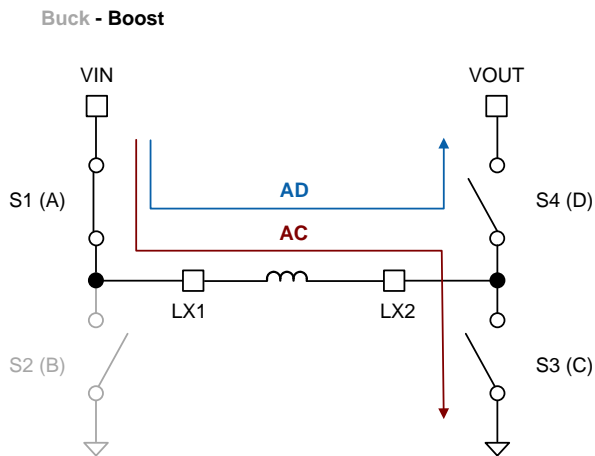 Buck - Boost
VIN
VOUT
S1 (A)
AD
S4 (D)
AC
LX1
LX2
S2 (B)
S3 (C)